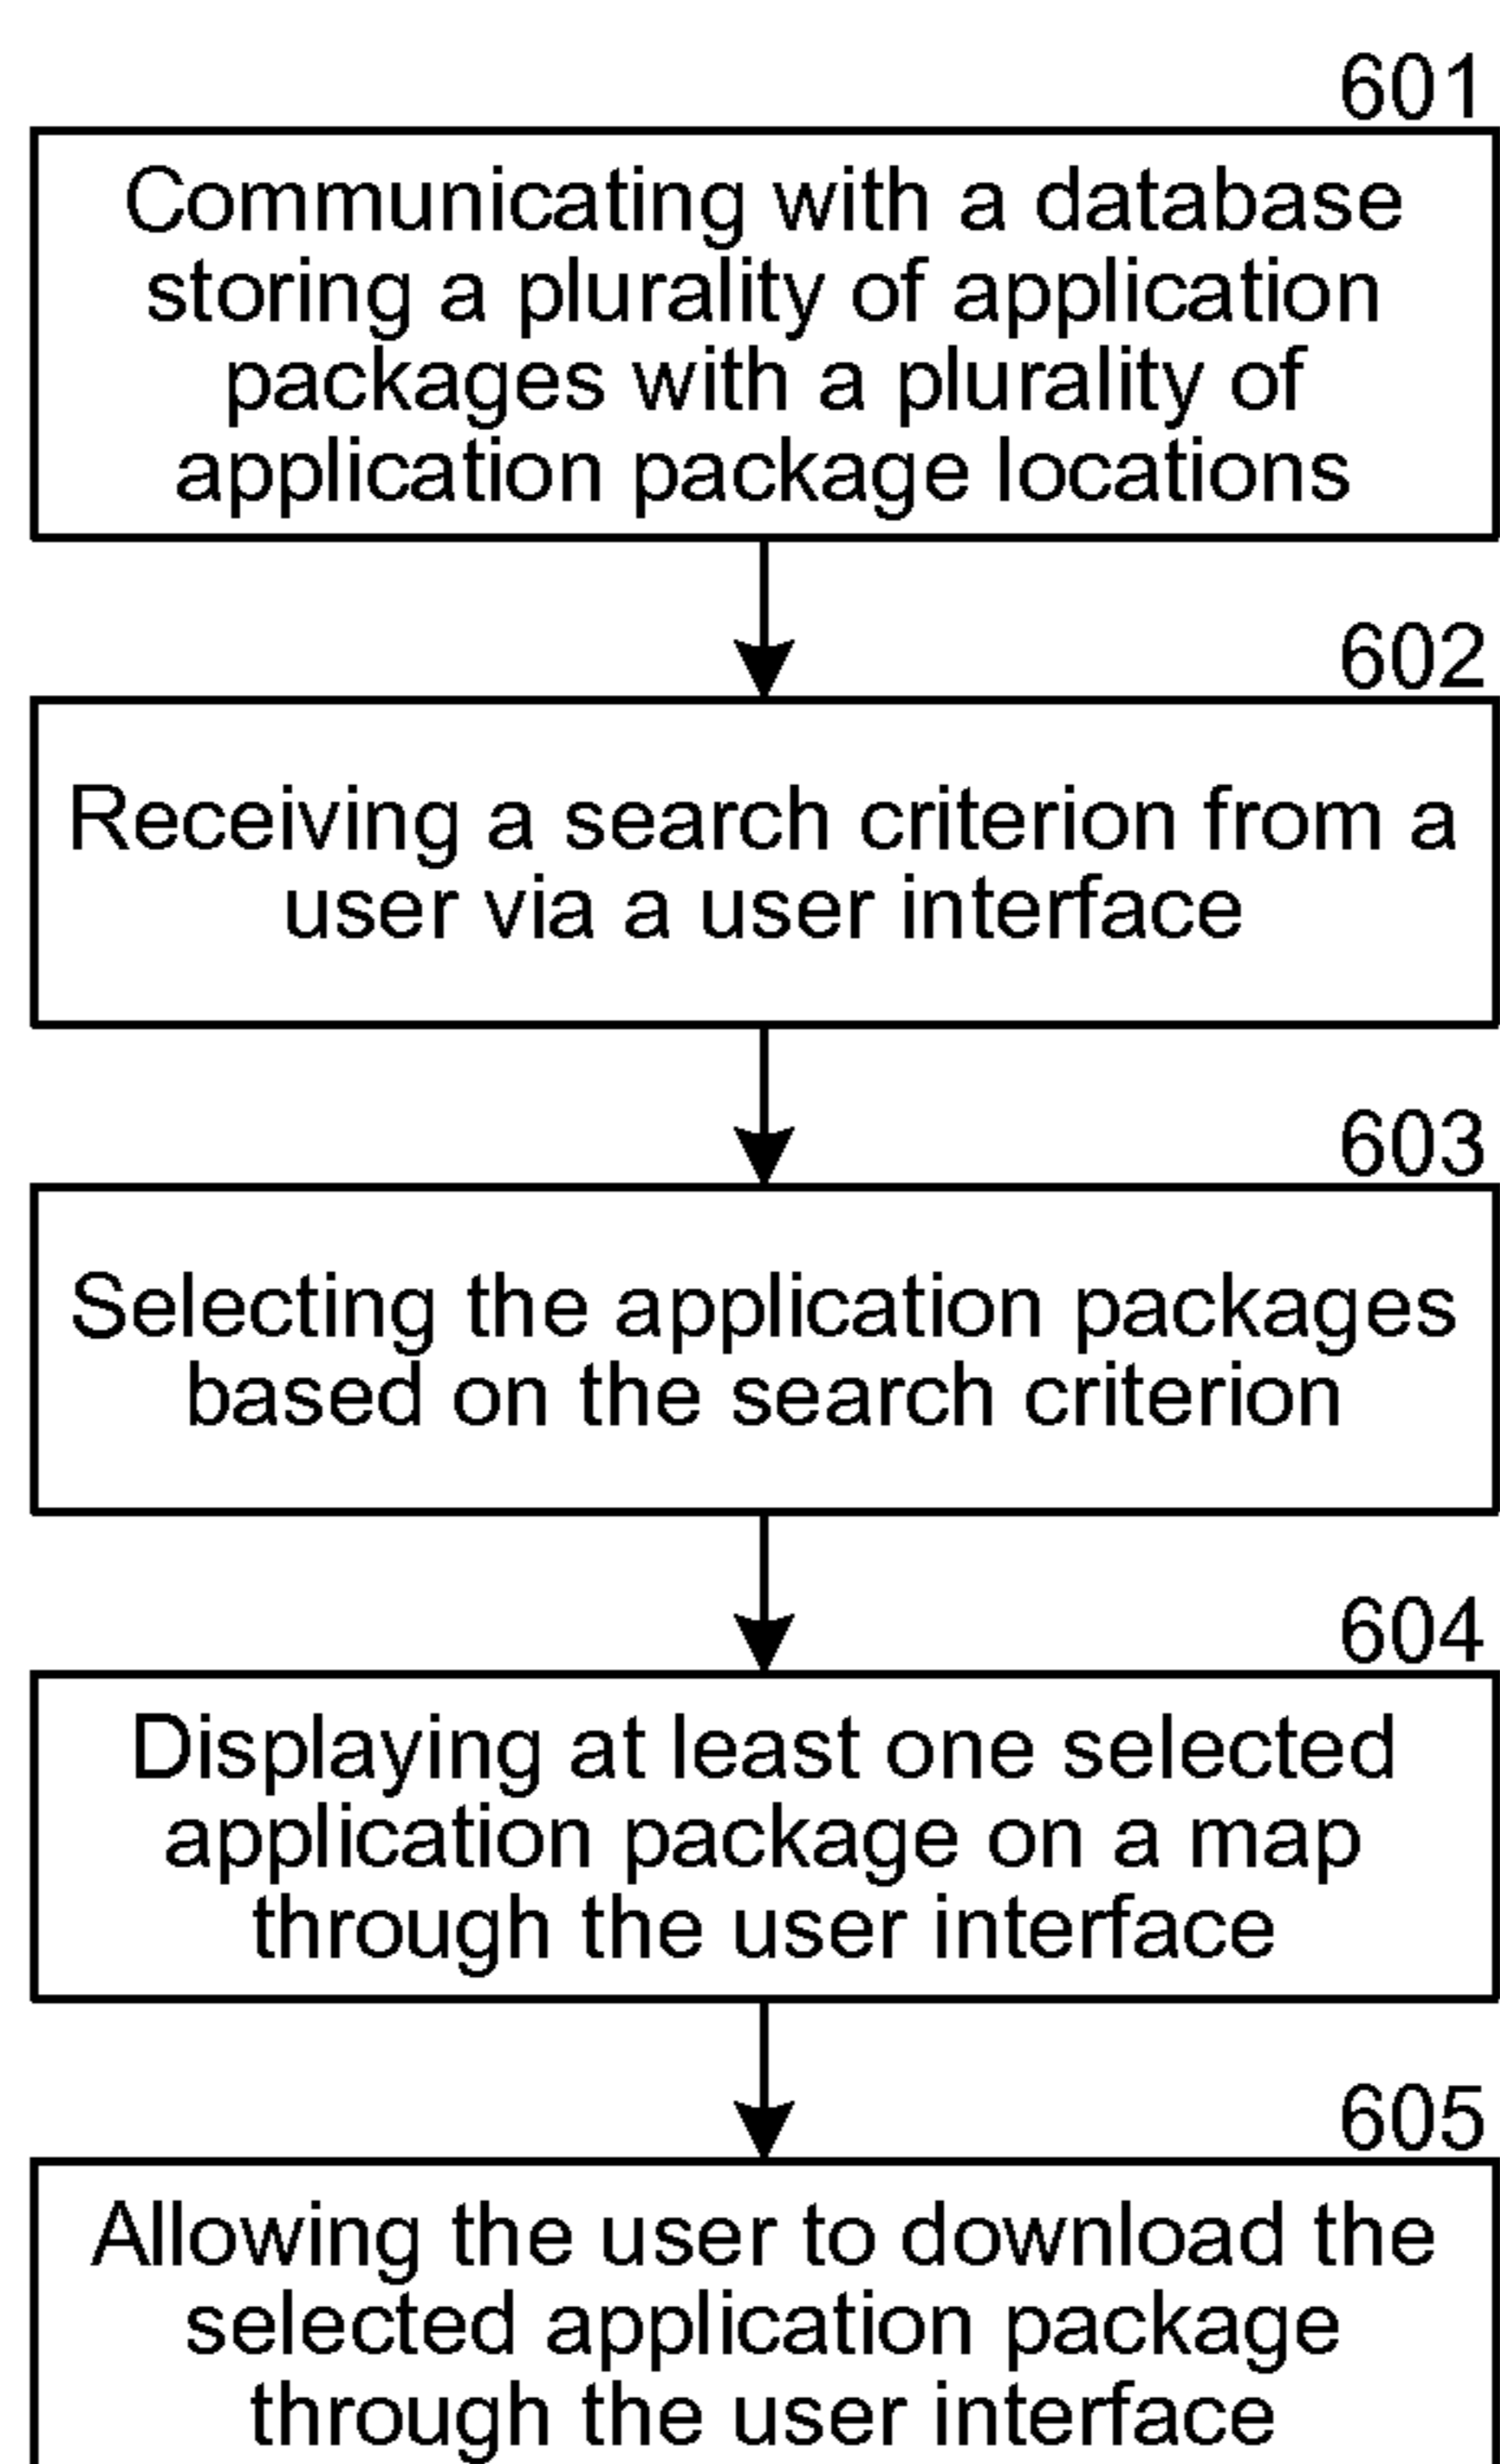 601
Communicating with a database
storing a plurality of application
packages with a plurality of
application package locations
602
Receiving a search criterion from a
user via a user interface
603
Selecting the application packages
based on the search criterion
604
Displaying at least one selected
application package on a map
through the user interface
605
Allowing the user to download the
selected application package
through the user interface